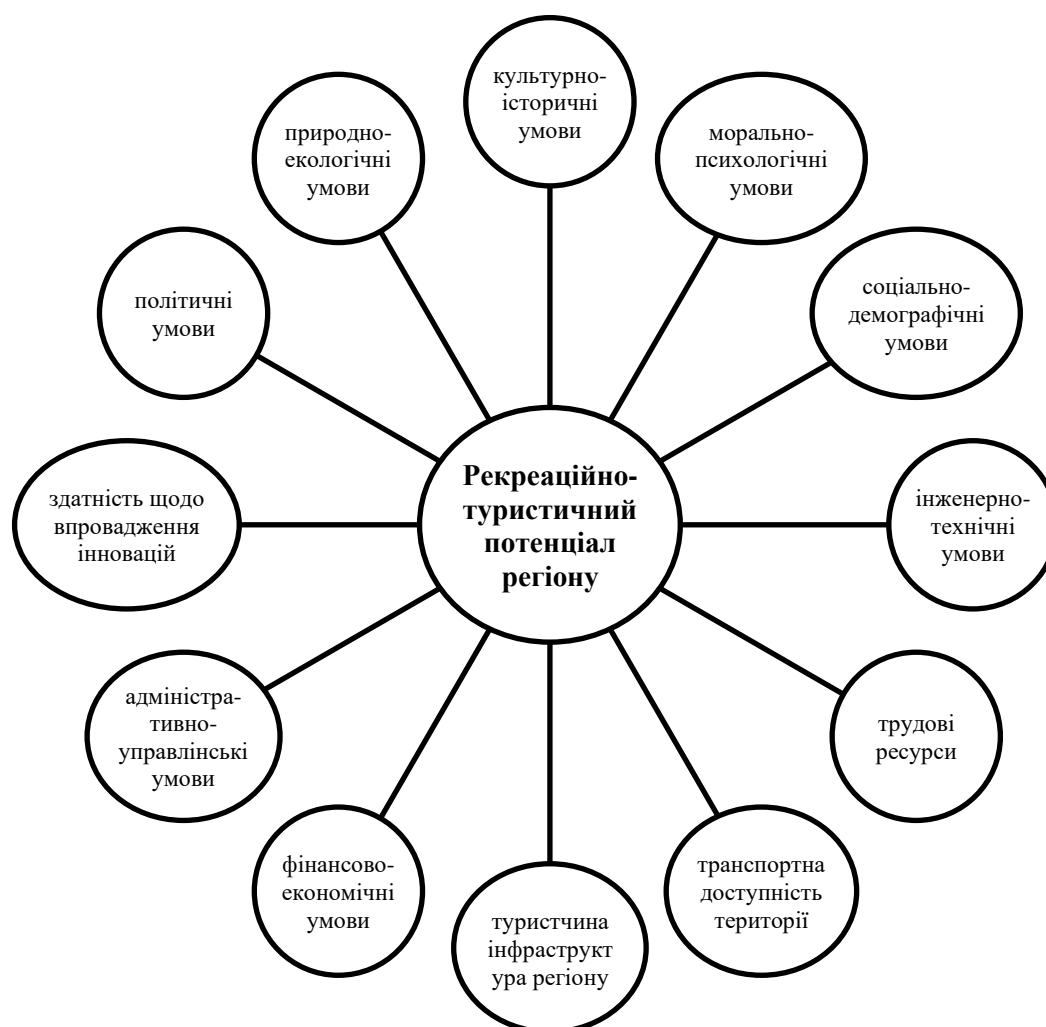 культурно-
історичні
умови
морально-
психологічні
умови
соціально-
демографічні
умови
інженерно-
технічні
умови
трудові
ресурси
транспортна
доступність
території
туристчина
інфраструкт
ура регіону
фінансово-
економічні
умови
адміністра-
тивно-
управлінські
умови
здатність щодо
впровадження
інновацій
політичні
умови
природно-
екологічні
умови
Рекреаційно-
туристичний
потенціал
регіону